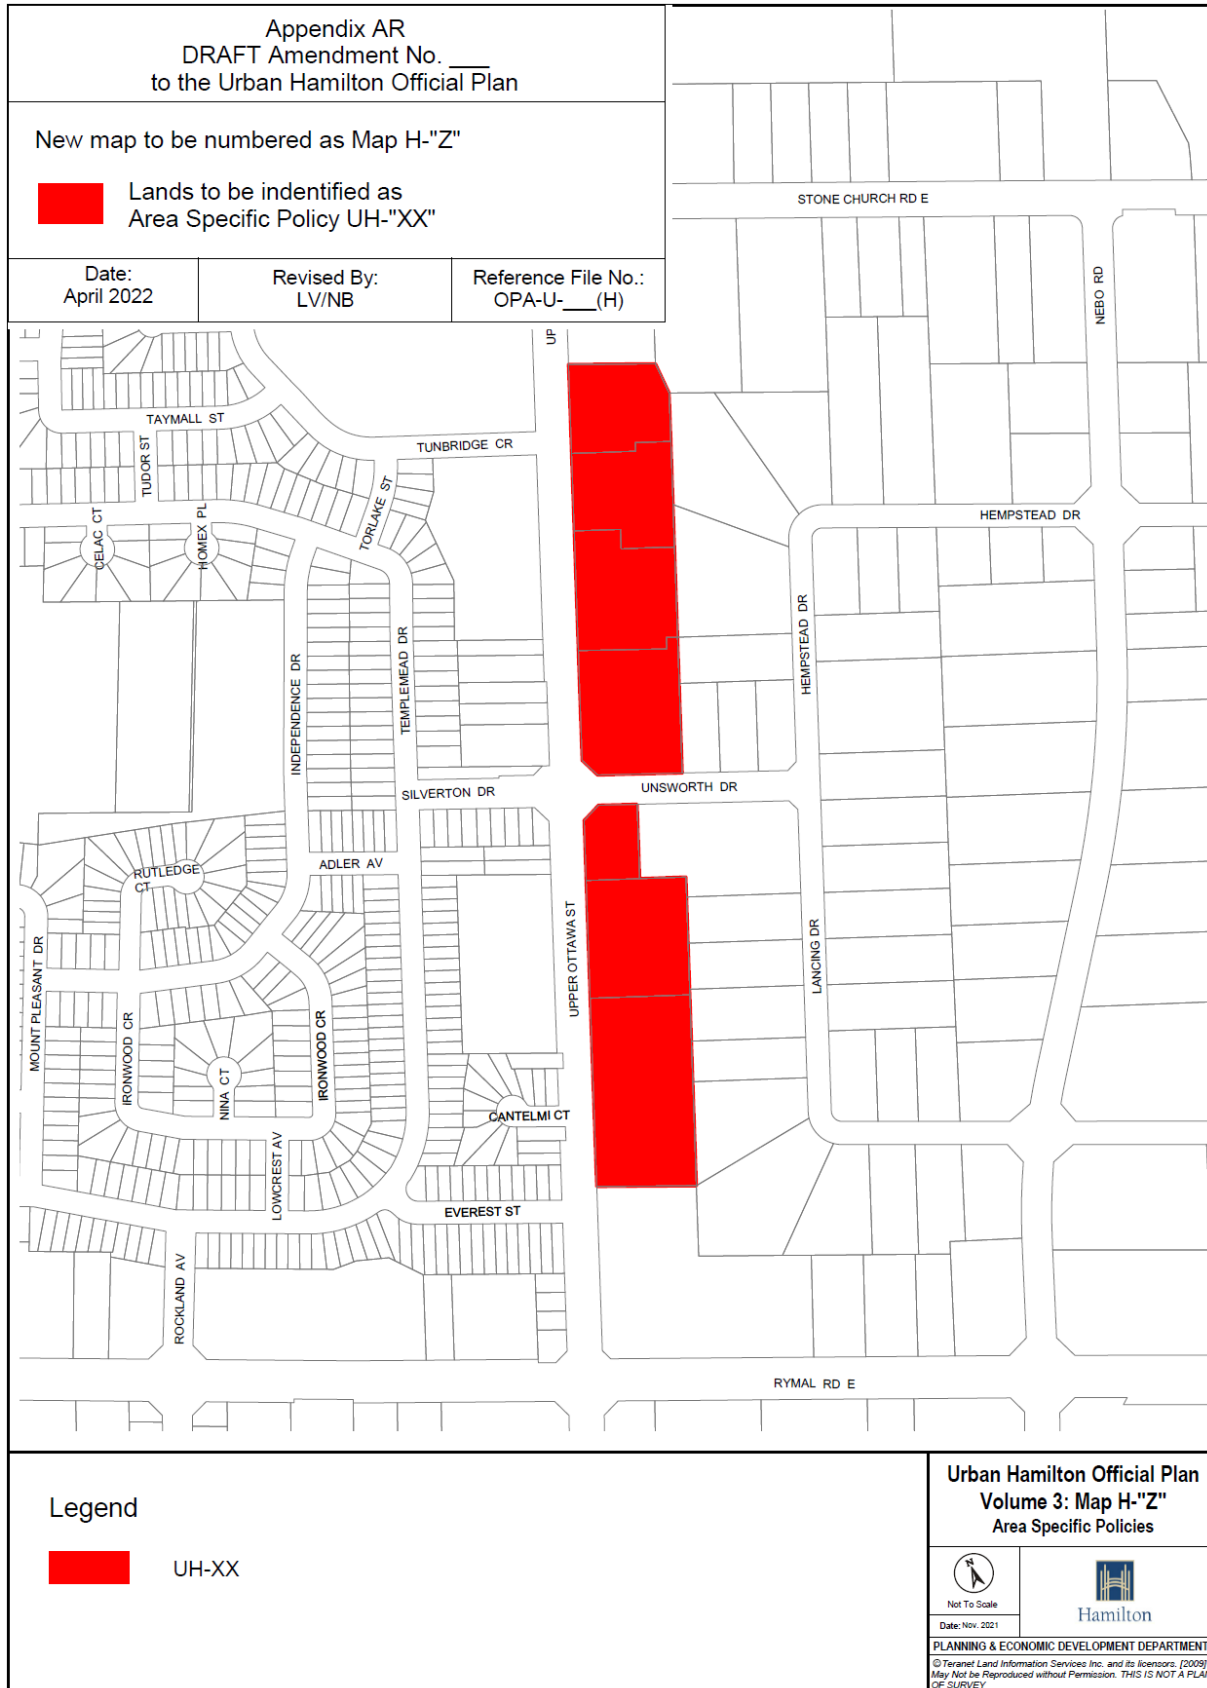 Appendix AR
DRAFT Amendment No. ___
to the Urban Hamilton Official Plan
New map to be numbered as Map H-"Z"
Lands to be indentified as
Area Specific Policy UH-"XX"
Date:
April 2022
Revised By:
LV/NB
Reference File No.:
OPA-U-___(H)
STONE CHURCH RD E
NEBO RD
UP
TAYMALL ST
TUDOR ST
TUNBRIDGE CR
TORLAKE ST
CELAC CT
HOMEX PL
HEMPSTEAD DR
HEMPSTEAD DR
INDEPENDENCE DR
TEMPLEMEAD DR
SILVERTON DR
UNSWORTH DR
ADLER AV
RUTLEDGE
CT
MOUNT PLEASANT DR
UPPER OTTAWA ST
LANCING DR
IRONWOOD CR
NINA CT
IRONWOOD CR
CANTELMI CT
LOWCREST AV
EVEREST ST
ROCKLAND AV
RYMAL RD E
Legend
UH-XX
Urban Hamilton Official Plan
Volume 3: Map H-"Z"
Area Specific Policies
N
Not To Scale
Date: Nov. 2021
Hamilton
PLANNING & ECONOMIC DEVELOPMENT DEPARTMENT
© Teranet Land Information Services Inc. and its licensors. [2009]
May Not be Reproduced without Permission. THIS IS NOT A PLAN
OF SURVEY